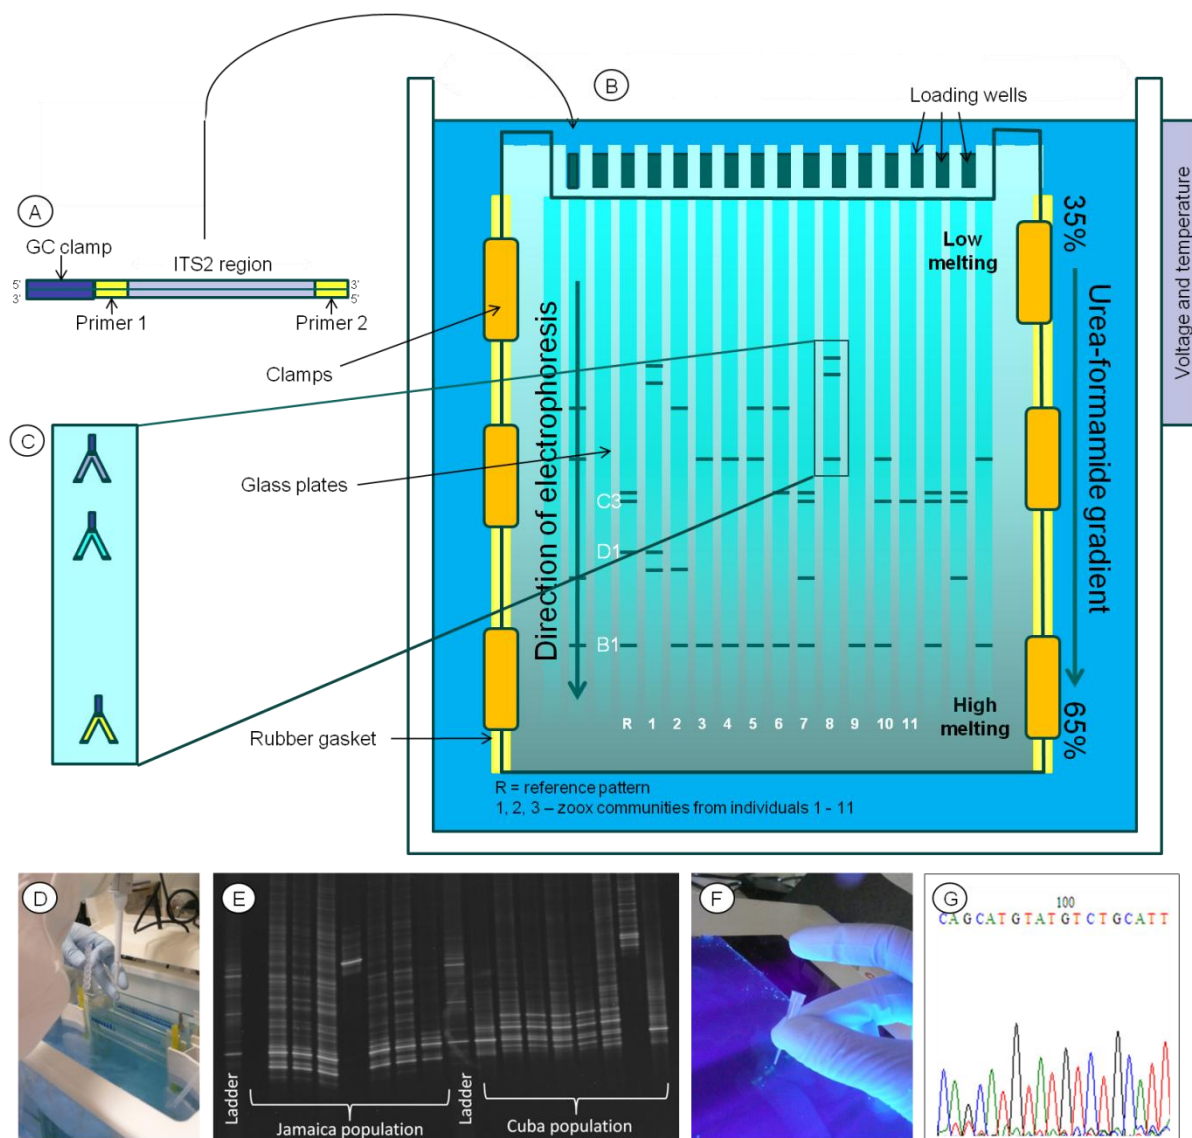 B
Loading wells
A
GC clamp
ITS2 region
5'
3'
3'
5'
Primer 1
Primer 2
35%
Low
melting
Voltage and temperature
Clamps
Direction of electrophoresis
Urea-formamide gradient
C
Glass plates
C3
D1
B1
R 1 2 3 4 5 6 7 8 9 10 11
High
melting
65%
Rubber gasket
R = reference pattern
1, 2, 3 – zoox communities from individuals 1 - 11
D
E
Ladder
Jamaica population
Ladder
Cuba population
F
G
100
CAGCATGTATGTCTGCATT